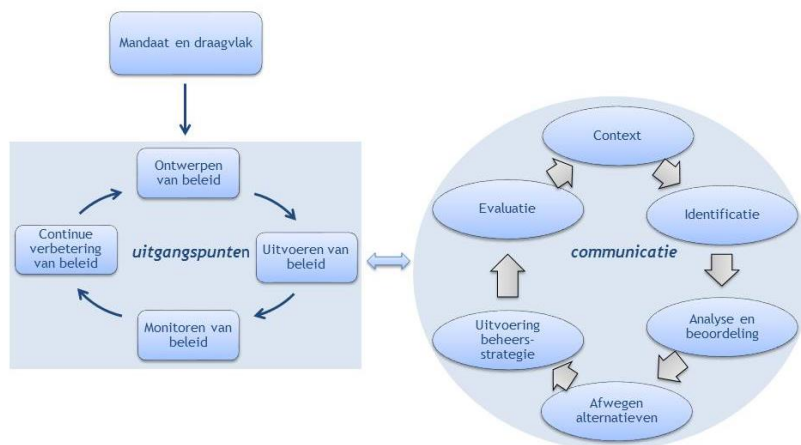 Mandaat en draagvlak
Ontwerpen
van beleid
Continue
verbetering
van beleid
uitgangspunten
Uitvoeren van
beleid
Monitoren van
beleid
Context
Evaluatie
Identificatie
communicatie
Uitvoering
beheers-
strategie
Analyse en
beoordeling
Afwegen
alternatieven